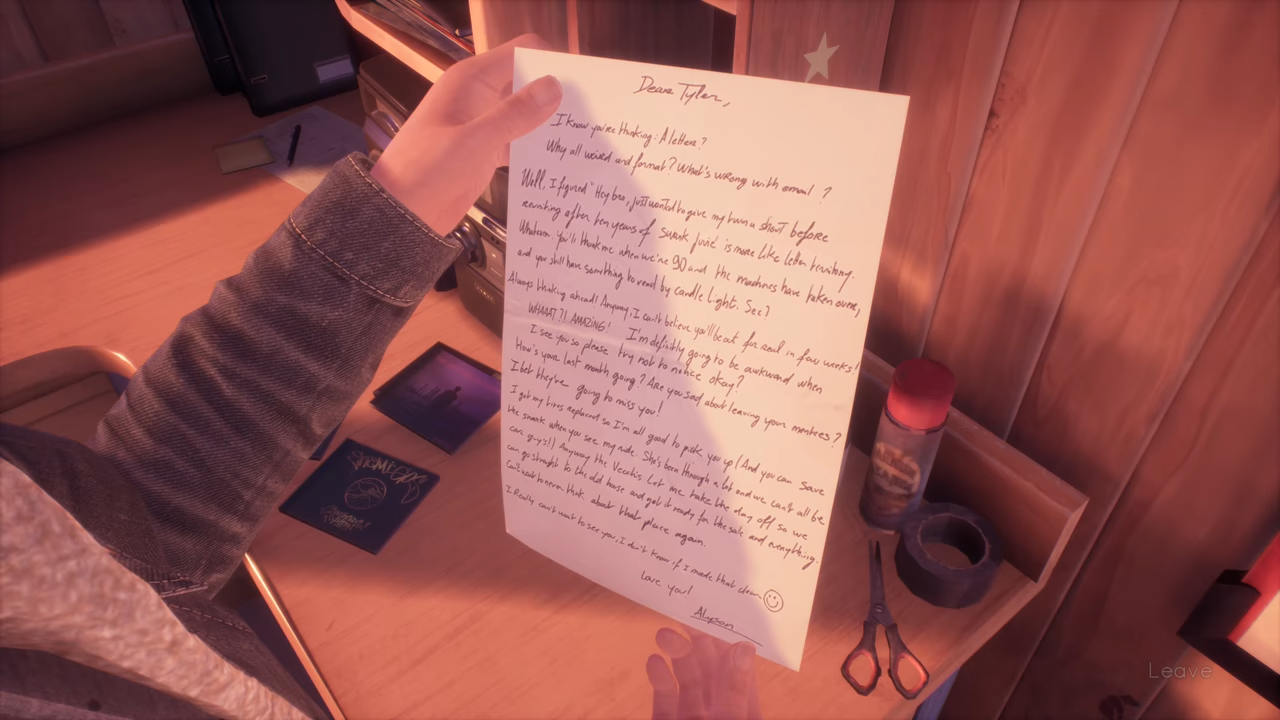 Dear Tyler,
I know you're thinking: A letter?
Why all weird and format? What's wrong with email ?
Well, I figured "Hey bro, just wanted to give my twin a shout before
reuniting after ten years of suvenk juvie" is more like letter territory.
Whatever. You'll thank me when we're 90 and the machines have taken over,
and you still have something to read by candle light. See?
Always thinking ahead! Anyway, I can't believe you'll be out for real in few weeks!
WHAAAT?! AMAZING! I'm definitly going to be awkward when
I see you so please try not to notice okay?
How's your last month going? Are you sad about leaving your mentees?
I bet they're going to miss you!
I got my tires replaced so I'm all good to pick you up (And you can save
the snark when you see my ride. She's been through a lot and we can't all be
care guys!) Anyway the Vecchis let me take the day off so we
can go straight to the old house and get it ready for the sale and everything.
Can't wait to never think about that place again.
I Really can't wait to see you, I don't know if I made that clear
Love you!
Alyson
Leave